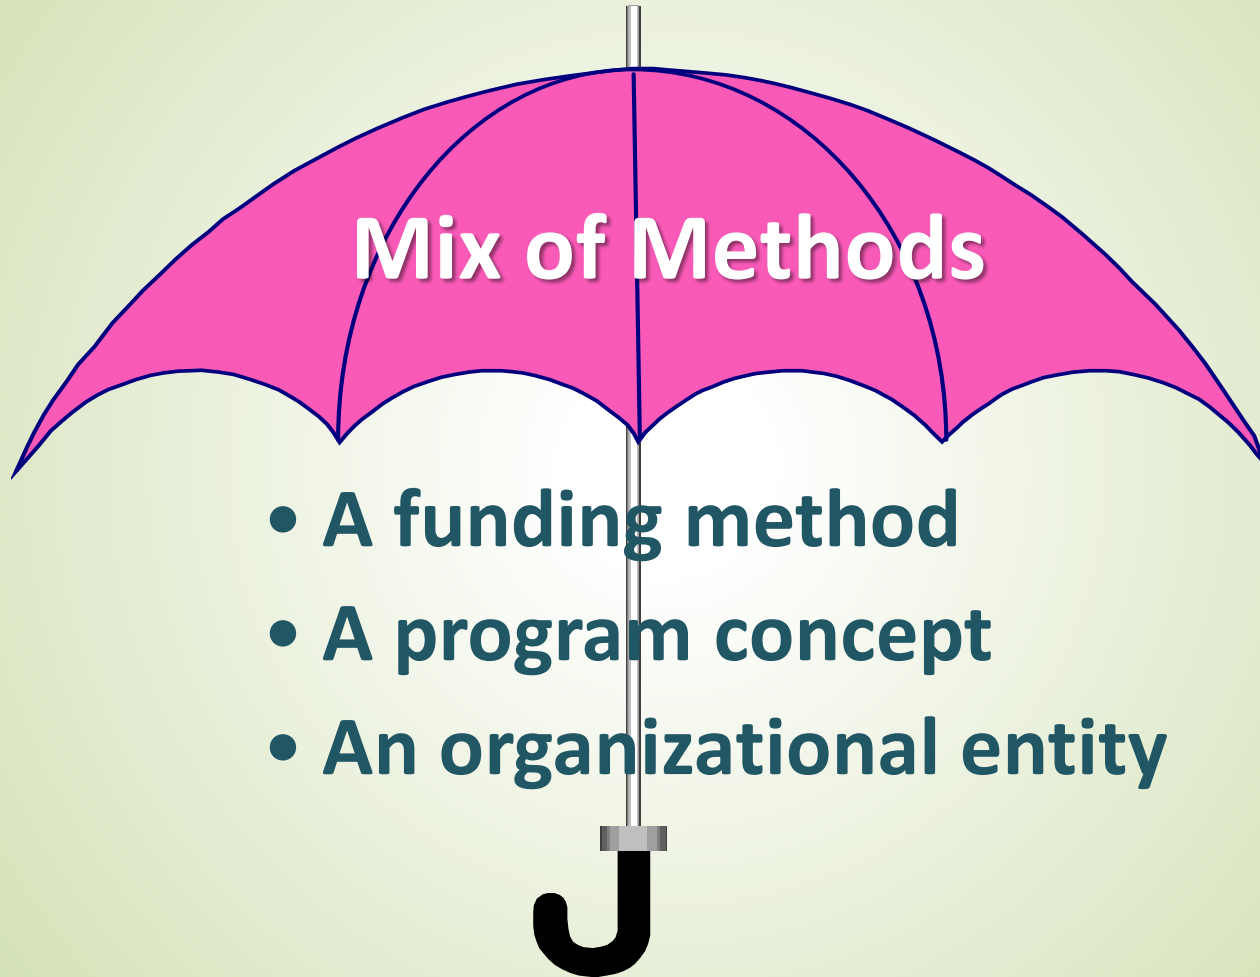 Mix of Methods
• A funding method
• A program concept
• An organizational entity